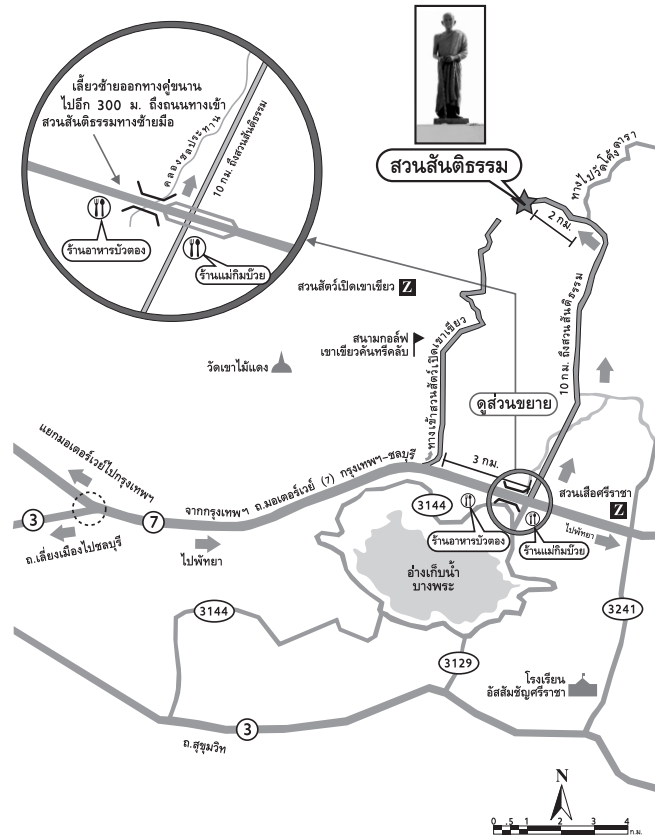 เลี้ยวซ้ายออกทางคู่ขนาน
ไปอีก 300 ม. ถึงถนนทางเข้า
สวนสันติธรรมทางซ้ายมือ
คลองชลประทาน
10 กม. ถึงสวนสันติธรรม
ร้านอาหารบัวตอง
ร้านแม่กิมบ๊วย
สวนสันติธรรม
ทางไปวัดโค้งดารา
2 กม.
สวนสัตว์เปิดเขาเขียว Z
สนามกอล์ฟ
เขาเขียวคันทรีคลับ
ทางเข้าสวนสัตว์เปิดเขาเขียว
10 กม. ถึงสวนสันติธรรม
วัดเขาไม้แดง
ดูส่วนขยาย
แยกมอเตอร์เวย์ไปกรุงเทพฯ
3 กม.
จากกรุงเทพฯ ถ.มอเตอร์เวย์ (7) กรุงเทพฯ-ชลบุรี
สวนเสือศรีราชา
Z
3144
3
7
ไปพัทยา
ร้านอาหารบัวตอง
ร้านแม่กิมบ๊วย
ถ.เลี่ยงเมืองไปชลบุรี
ไปพัทยา
อ่างเก็บน้ำ
บางพระ
3144
3241
3129
โรงเรียน
อัสสัมชัญศรีราชา
3
ถ.สุขุมวิท
N
0 .5 1 2 3 4
ก.ม.